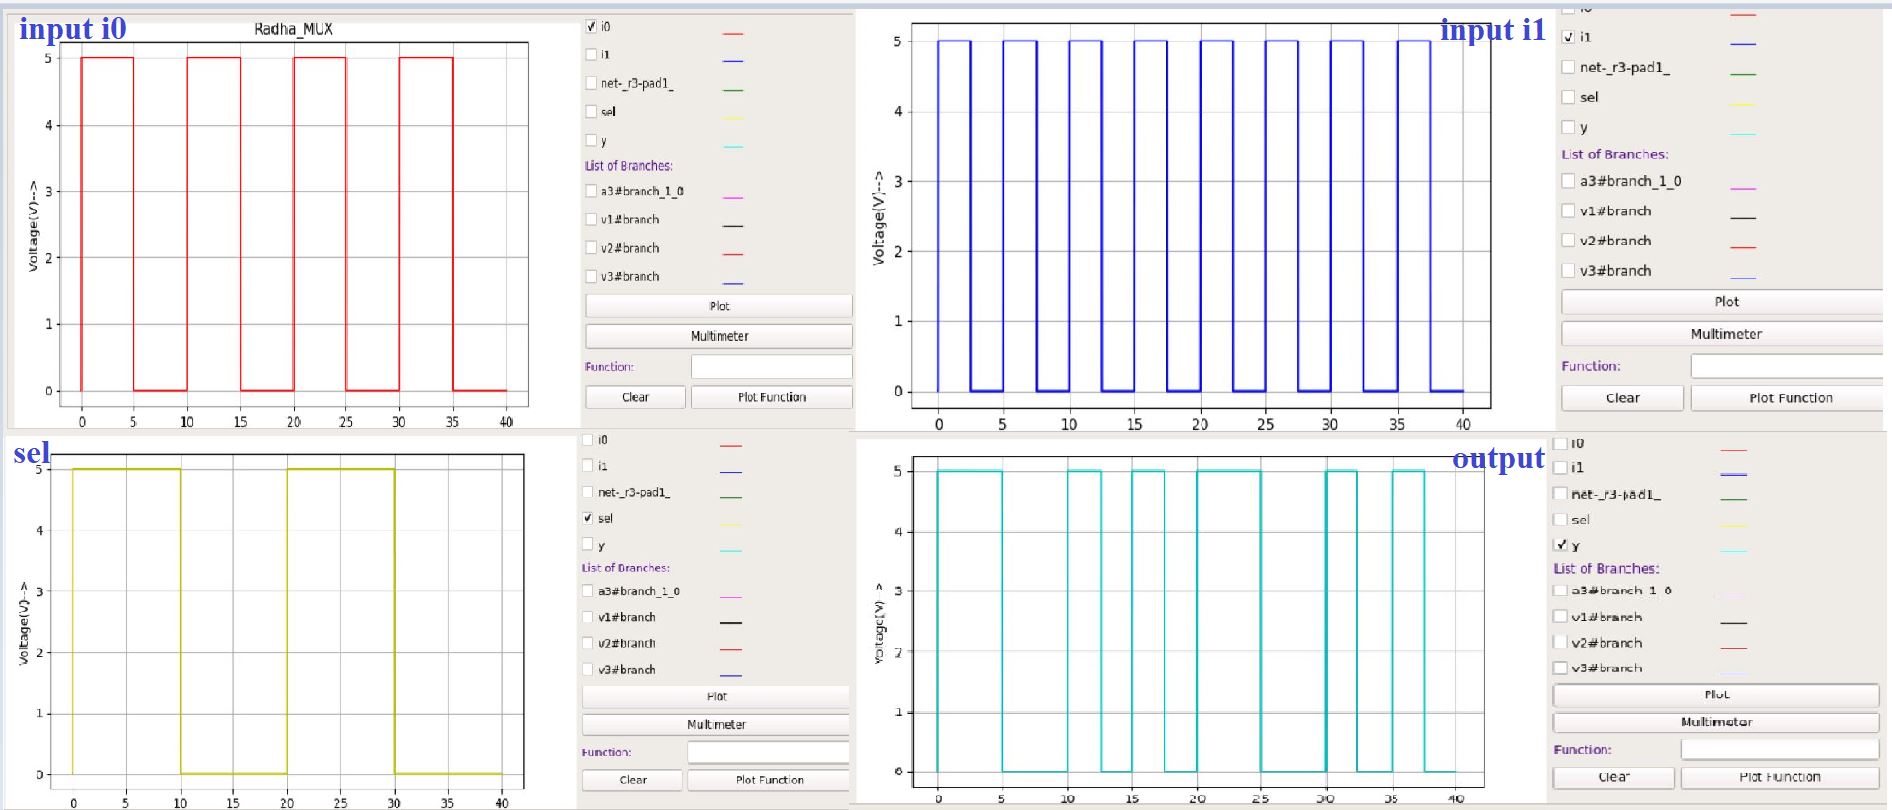 input i0
Radha_MUX
Voltage(V)-->
5
4
3
2
1
0
0 5 10 15 20 25 30 35 40
i0
i1
net-_r3-pad1_
sel
y
List of Branches:
a3#branch_1_0
v1#branch
v2#branch
v3#branch
Plot
Multimeter
Function:
Clear Plot Function
input i1
Voltage(V)-->
5
4
3
2
1
0
0 5 10 15 20 25 30 35 40
i0
i1
net-_r3-pad1_
sel
y
List of Branches:
a3#branch_1_0
v1#branch
v2#branch
v3#branch
Plot
Multimeter
Function:
Clear Plot Function
sel
Voltage(V)-->
5
4
3
2
1
0
0 5 10 15 20 25 30 35 40
i0
i1
net-_r3-pad1_
sel
y
List of Branches:
a3#branch_1_0
v1#branch
v2#branch
v3#branch
Plot
Multimeter
Function:
Clear Plot Function
output
Voltage(V)-->
5
4
3
2
1
0
0 5 10 15 20 25 30 35 40
i0
i1
net-_r3-pad1_
sel
y
List of Branches:
a3#branch_1_0
v1#branch
v2#branch
v3#branch
Plot
Multimeter
Function:
Clear Plot Function